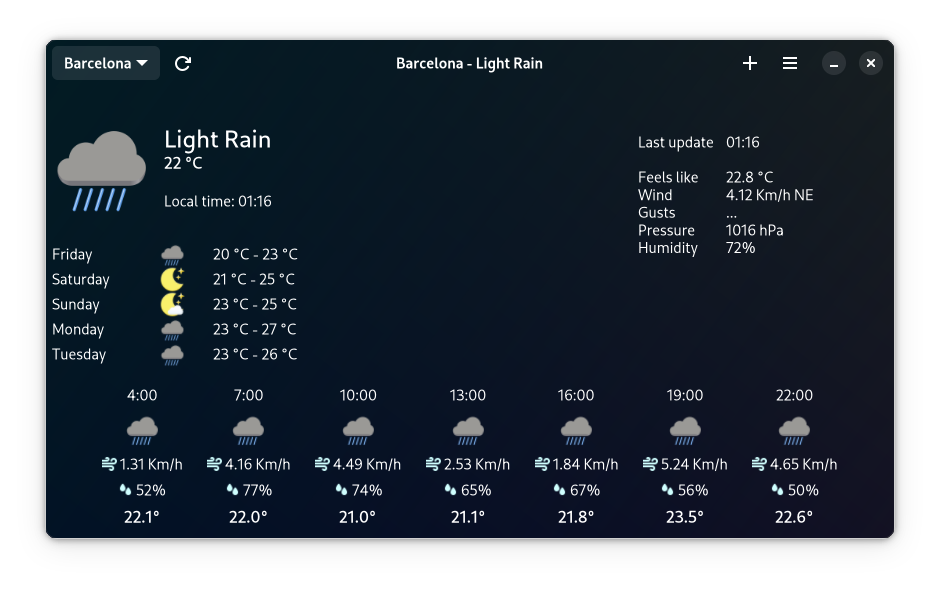 Barcelona
Barcelona - Light Rain
Light Rain
22 °C
Local time: 01:16
Last update 01:16
Feels like 22.8 °C
Wind 4.12 Km/h NE
Gusts ...
Pressure 1016 hPa
Humidity 72%
Friday 20 °C - 23 °C
Saturday 21 °C - 25 °C
Sunday 23 °C - 25 °C
Monday 23 °C - 27 °C
Tuesday 23 °C - 26 °C
4:00 7:00 10:00 13:00 16:00 19:00 22:00
1.31 Km/h 4.16 Km/h 4.49 Km/h 2.53 Km/h 1.84 Km/h 5.24 Km/h 4.65 Km/h
52% 77% 74% 65% 67% 56% 50%
22.1° 22.0° 21.0° 21.1° 21.8° 23.5° 22.6°